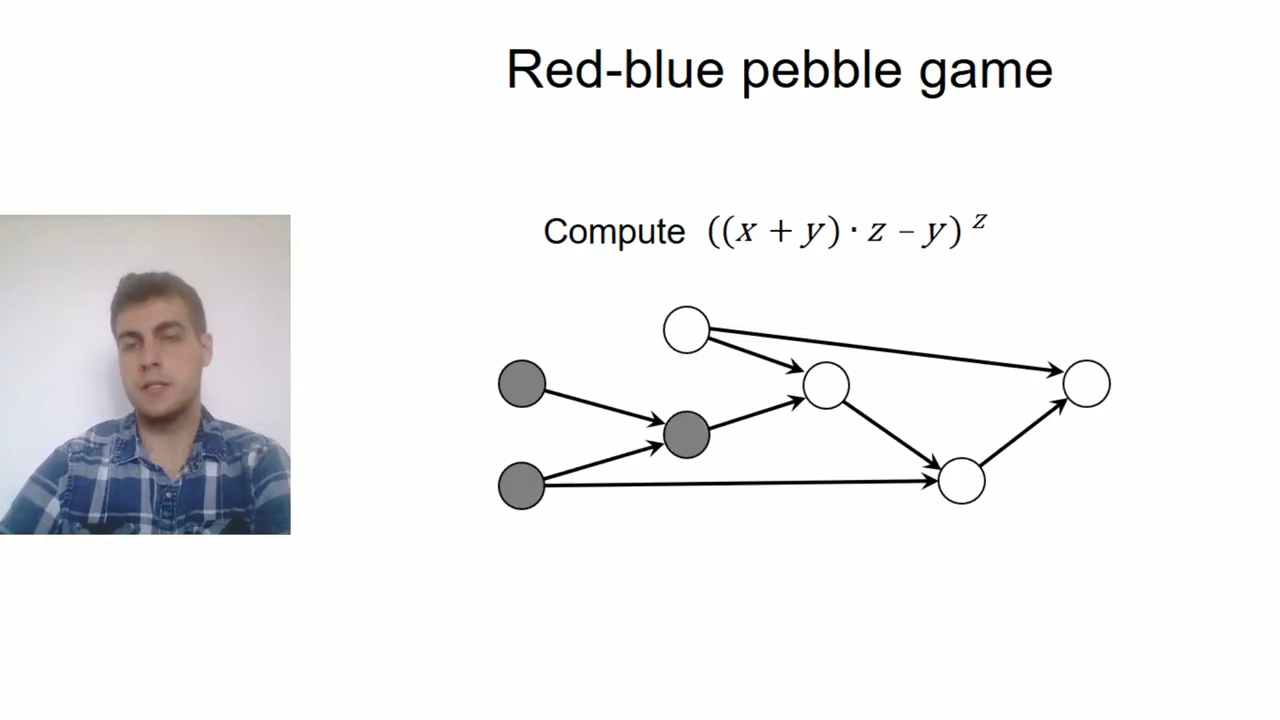 Red-blue pebble game
Compute ((x + y) · z – y) ᶻ